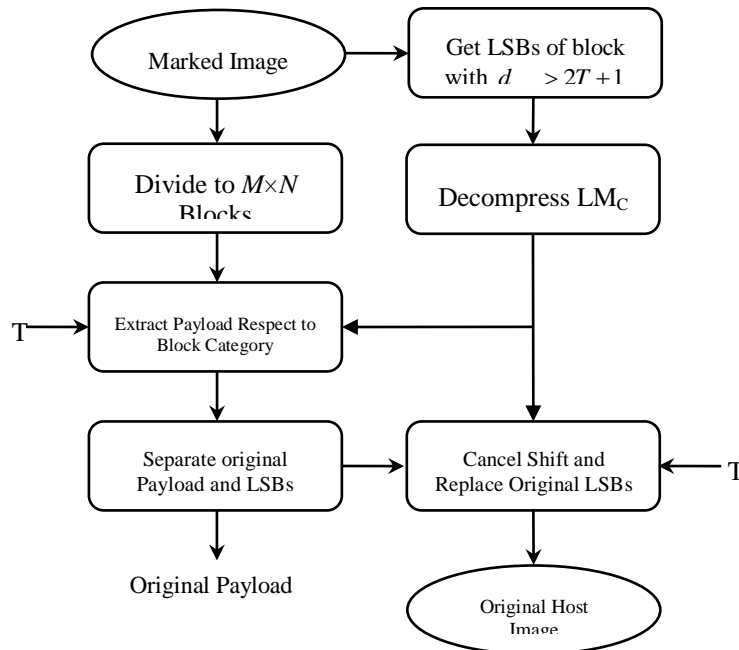 Marked Image
Get LSBs of block
with d > 2T + 1
Divide to M×N
Blocks
Decompress LMC
T
Extract Payload Respect to
Block Category
Separate original
Payload and LSBs
Cancel Shift and
Replace Original LSBs
T
Original Payload
Original Host
Image